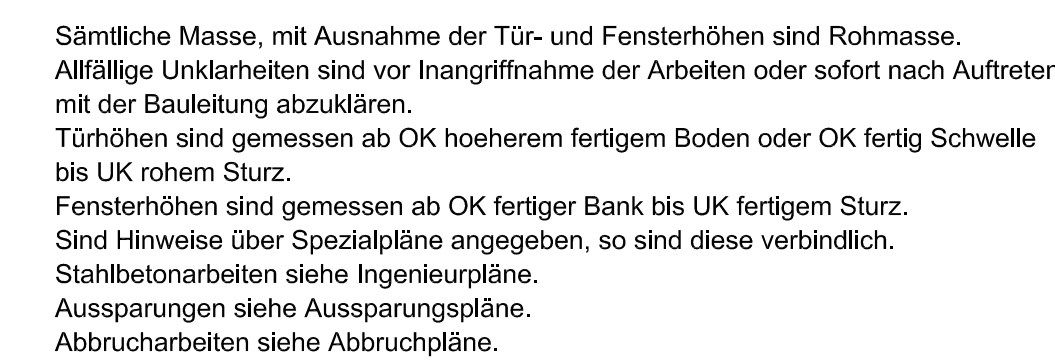 Sämtliche Masse, mit Ausnahme der Tür- und Fensterhöhen sind Rohmasse.
Allfällige Unklarheiten sind vor Inangriffnahme der Arbeiten oder sofort nach Auftreten
mit der Bauleitung abzuklären.
Türhöhen sind gemessen ab OK hoeherem fertigem Boden oder OK fertig Schwelle
bis UK rohem Sturz.
Fensterhöhen sind gemessen ab OK fertiger Bank bis UK fertigem Sturz.
Sind Hinweise über Spezialpläne angegeben, so sind diese verbindlich.
Stahlbetonarbeiten siehe Ingenieurpläne.
Aussparungen siehe Aussparungspläne.
Abbrucharbeiten siehe Abbruchpläne.